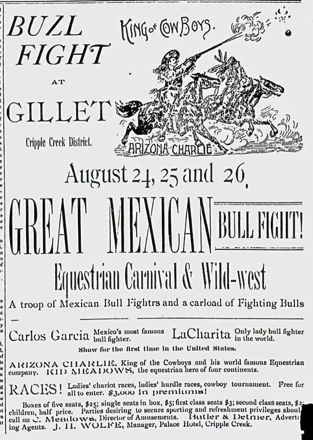 BUZL
FIGHT
AT
GILLET
Cripple Creek District.
KING of COW BOYS.
ARIZONA CHARLIE
August 24, 25 and 26,
GREAT MEXICAN BULL FIGHT!
Equestrian Carnival & Wild-west
A troop of Mexican Bull Fightrs and a carload of Fighting Bulls
Carlos Garcia Mexico's most famous bull fighter. LaCharita Only lady bull fighter in the world.
Show for the first time in the United States.
ARIZONA CHARLIE, King of the Cowboys and his world famous Equestrian
company. KID MEADOWS, the equestrian hero of four continents.
RACES! Ladies' chariot races, ladies' hurdle races, cowboy tournament. Free for
all to enter. $3,000 in premiums!
Boxes of five seats, $25; single seats in box, $5; first class seats, $3; second class seats, $2;
children, half price. Parties desiring to secure sporting and refreshment privileges should
call on C. Meadows, Director of Amusements. Butler & Detmer, Advertis-
ing Agents. J. H. WOLFE, Manager, Palace Hotel, Cripple Creek.